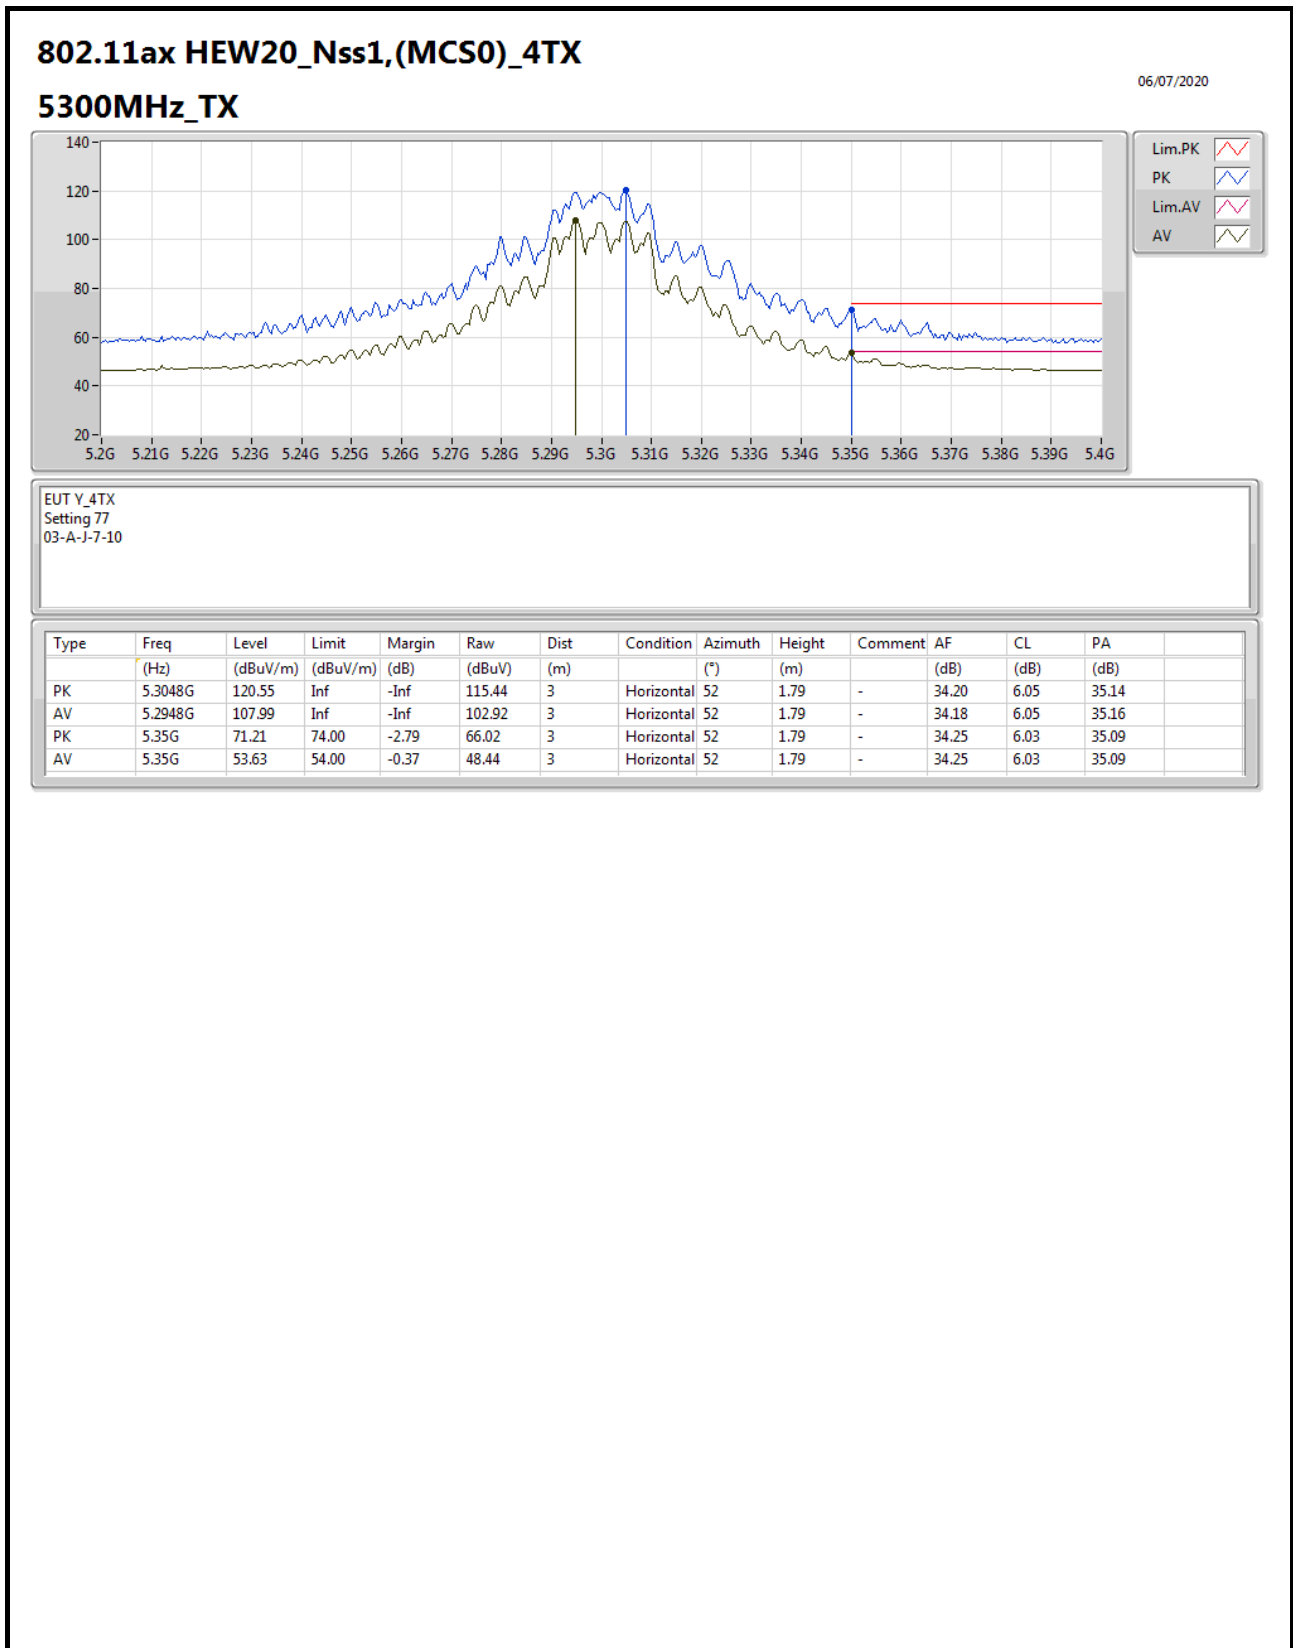 802.11ax HEW20_Nss1,(MCS0)_4TX
06/07/2020
5300MHz_TX
140
120
100
80
60
40
20
5.2G 5.21G 5.22G 5.23G 5.24G 5.25G 5.26G 5.27G 5.28G 5.29G 5.3G 5.31G 5.32G 5.33G 5.34G 5.35G 5.36G 5.37G 5.38G 5.39G 5.4G
Lim.PK
PK
Lim.AV
AV
EUT Y_4TX
Setting 77
03-A-J-7-10
Type Freq Level Limit Margin Raw Dist Condition Azimuth Height Comment AF CL PA
(Hz) (dBuV/m) (dBuV/m) (dB) (dBuV) (m) (°) (m) (dB) (dB) (dB)
PK 5.3048G 120.55 Inf -Inf 115.44 3 Horizontal 52 1.79 - 34.20 6.05 35.14
AV 5.2948G 107.99 Inf -Inf 102.92 3 Horizontal 52 1.79 - 34.18 6.05 35.16
PK 5.35G 71.21 74.00 -2.79 66.02 3 Horizontal 52 1.79 - 34.25 6.03 35.09
AV 5.35G 53.63 54.00 -0.37 48.44 3 Horizontal 52 1.79 - 34.25 6.03 35.09